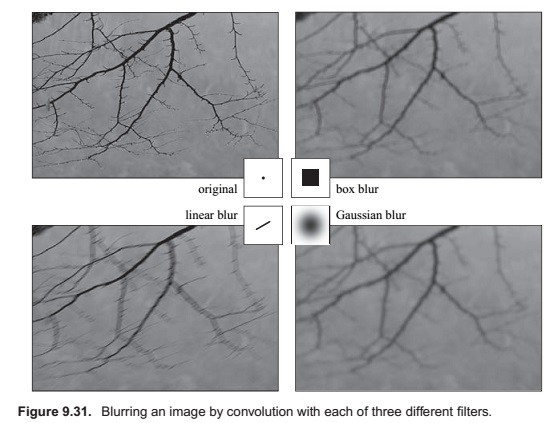 original
box blur
linear blur
Gaussian blur
Figure 9.31. Blurring an image by convolution with each of three different filters.